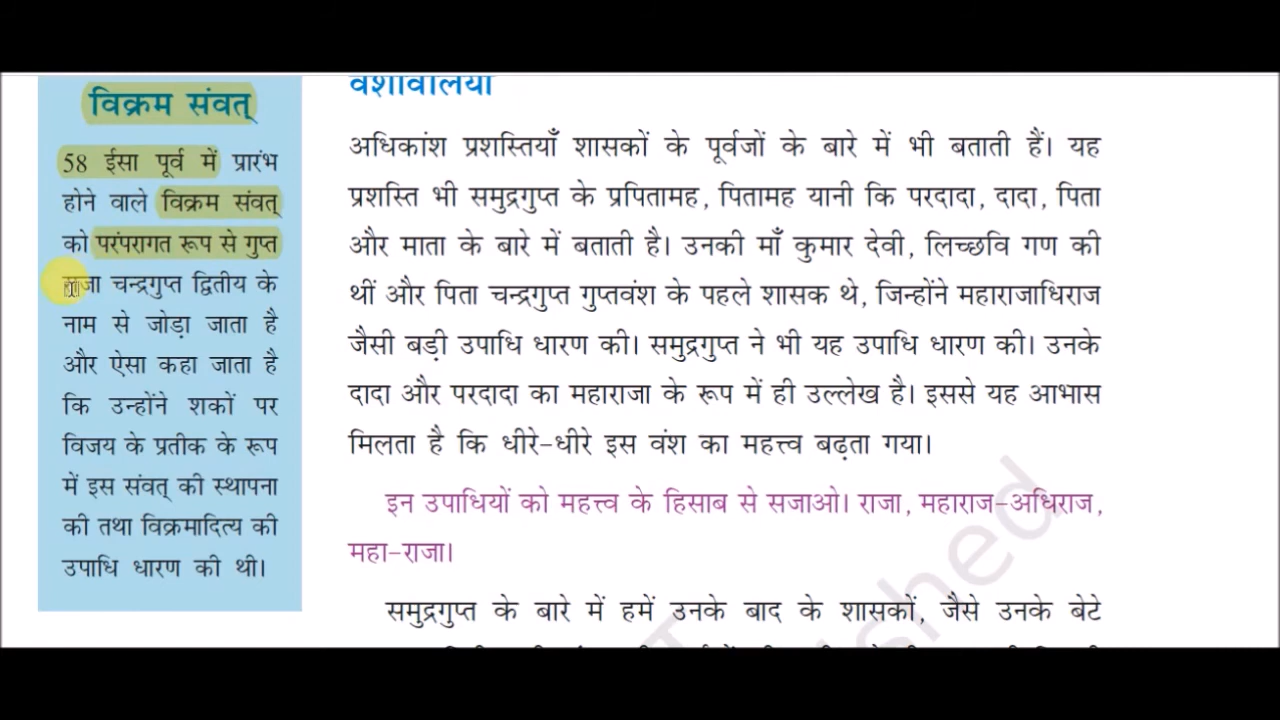 विक्रम संवत्
58 ईसा पूर्व में प्रारंभ
होने वाले विक्रम संवत्
को परंपरागत रूप से गुप्त
राजा चन्द्रगुप्त द्वितीय के
नाम से जोड़ा जाता है
और ऐसा कहा जाता है
कि उन्होंने शकों पर
विजय के प्रतीक के रूप
में इस संवत् की स्थापना
की तथा विक्रमादित्य की
उपाधि धारण की थी।
वंशावलियाँ
अधिकांश प्रशस्तियाँ शासकों के पूर्वजों के बारे में भी बताती हैं। यह
प्रशस्ति भी समुद्रगुप्त के प्रपितामह, पितामह यानी कि परदादा, दादा, पिता
और माता के बारे में बताती है। उनकी माँ कुमार देवी, लिच्छवि गण की
थीं और पिता चन्द्रगुप्त गुप्तवंश के पहले शासक थे, जिन्होंने महाराजाधिराज
जैसी बड़ी उपाधि धारण की। समुद्रगुप्त ने भी यह उपाधि धारण की। उनके
दादा और परदादा का महाराजा के रूप में ही उल्लेख है। इससे यह आभास
मिलता है कि धीरे-धीरे इस वंश का महत्त्व बढ़ता गया।
इन उपाधियों को महत्त्व के हिसाब से सजाओ। राजा, महाराज-अधिराज,
महा-राजा।
समुद्रगुप्त के बारे में हमें उनके बाद के शासकों, जैसे उनके बेटे